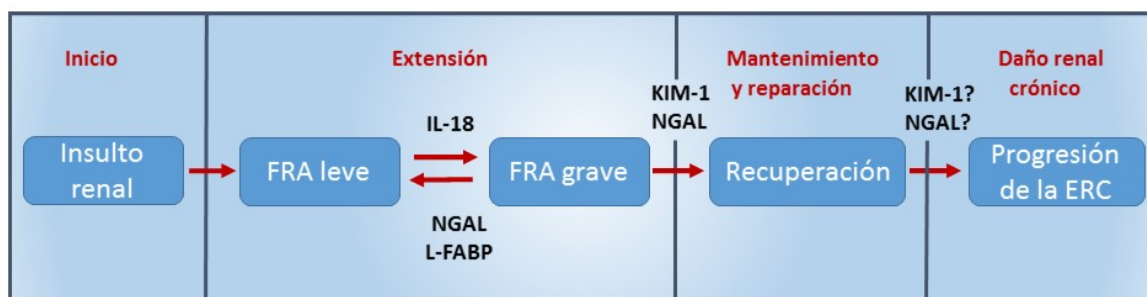 Inicio
Insulto
renal
Extensión
FRA leve
IL-18
NGAL
L-FABP
FRA grave
KIM-1
NGAL
Mantenimiento
y reparación
Recuperación
KIM-1?
NGAL?
Daño renal
crónico
Progresión
de la ERC